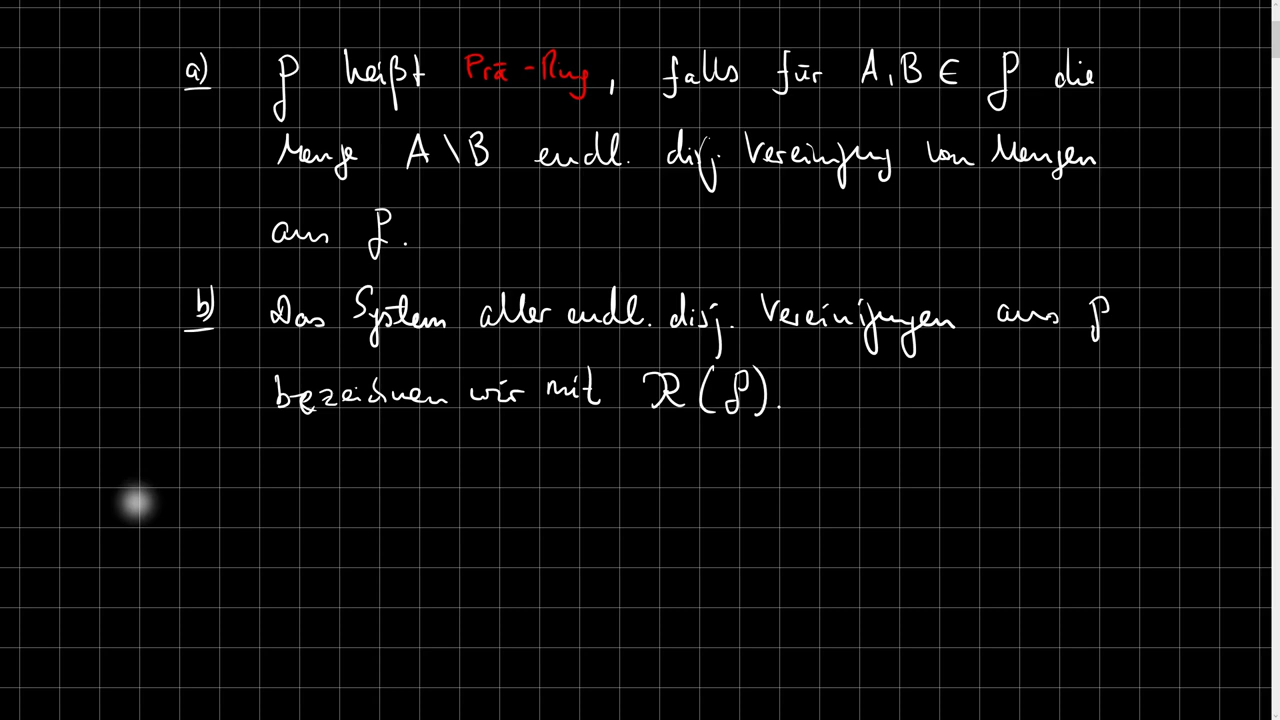 a) P heißt Prä-Ring, falls für A, B ∈ P die
Menge A \ B endl. disj. Vereinigung von Mengen
aus P.
b) Das System aller endl. disj. Vereinigungen aus P
bezeichnen wir mit R(P).